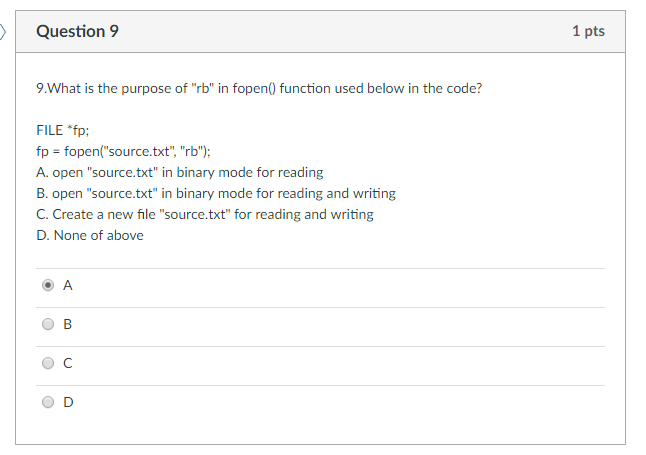 Question 9
1 pts
9.What is the purpose of "rb" in fopen() function used below in the code?
FILE *fp;
fp = fopen("source.txt", "rb");
A. open "source.txt" in binary mode for reading
B. open "source.txt" in binary mode for reading and writing
C. Create a new file "source.txt" for reading and writing
D. None of above
A
B
C
D